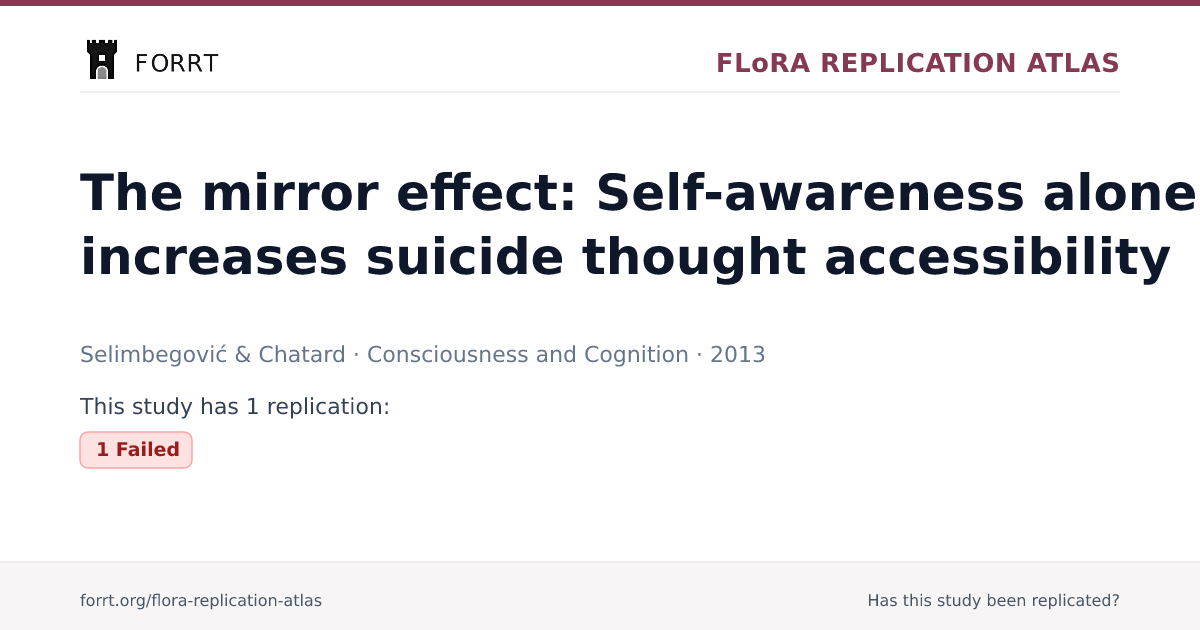 FORRT
FLoRA REPLICATION ATLAS
The mirror effect: Self-awareness alone
increases suicide thought accessibility
Selimbegović & Chatard · Consciousness and Cognition · 2013
This study has 1 replication:
1 Failed
forrt.org/flora-replication-atlas
Has this study been replicated?